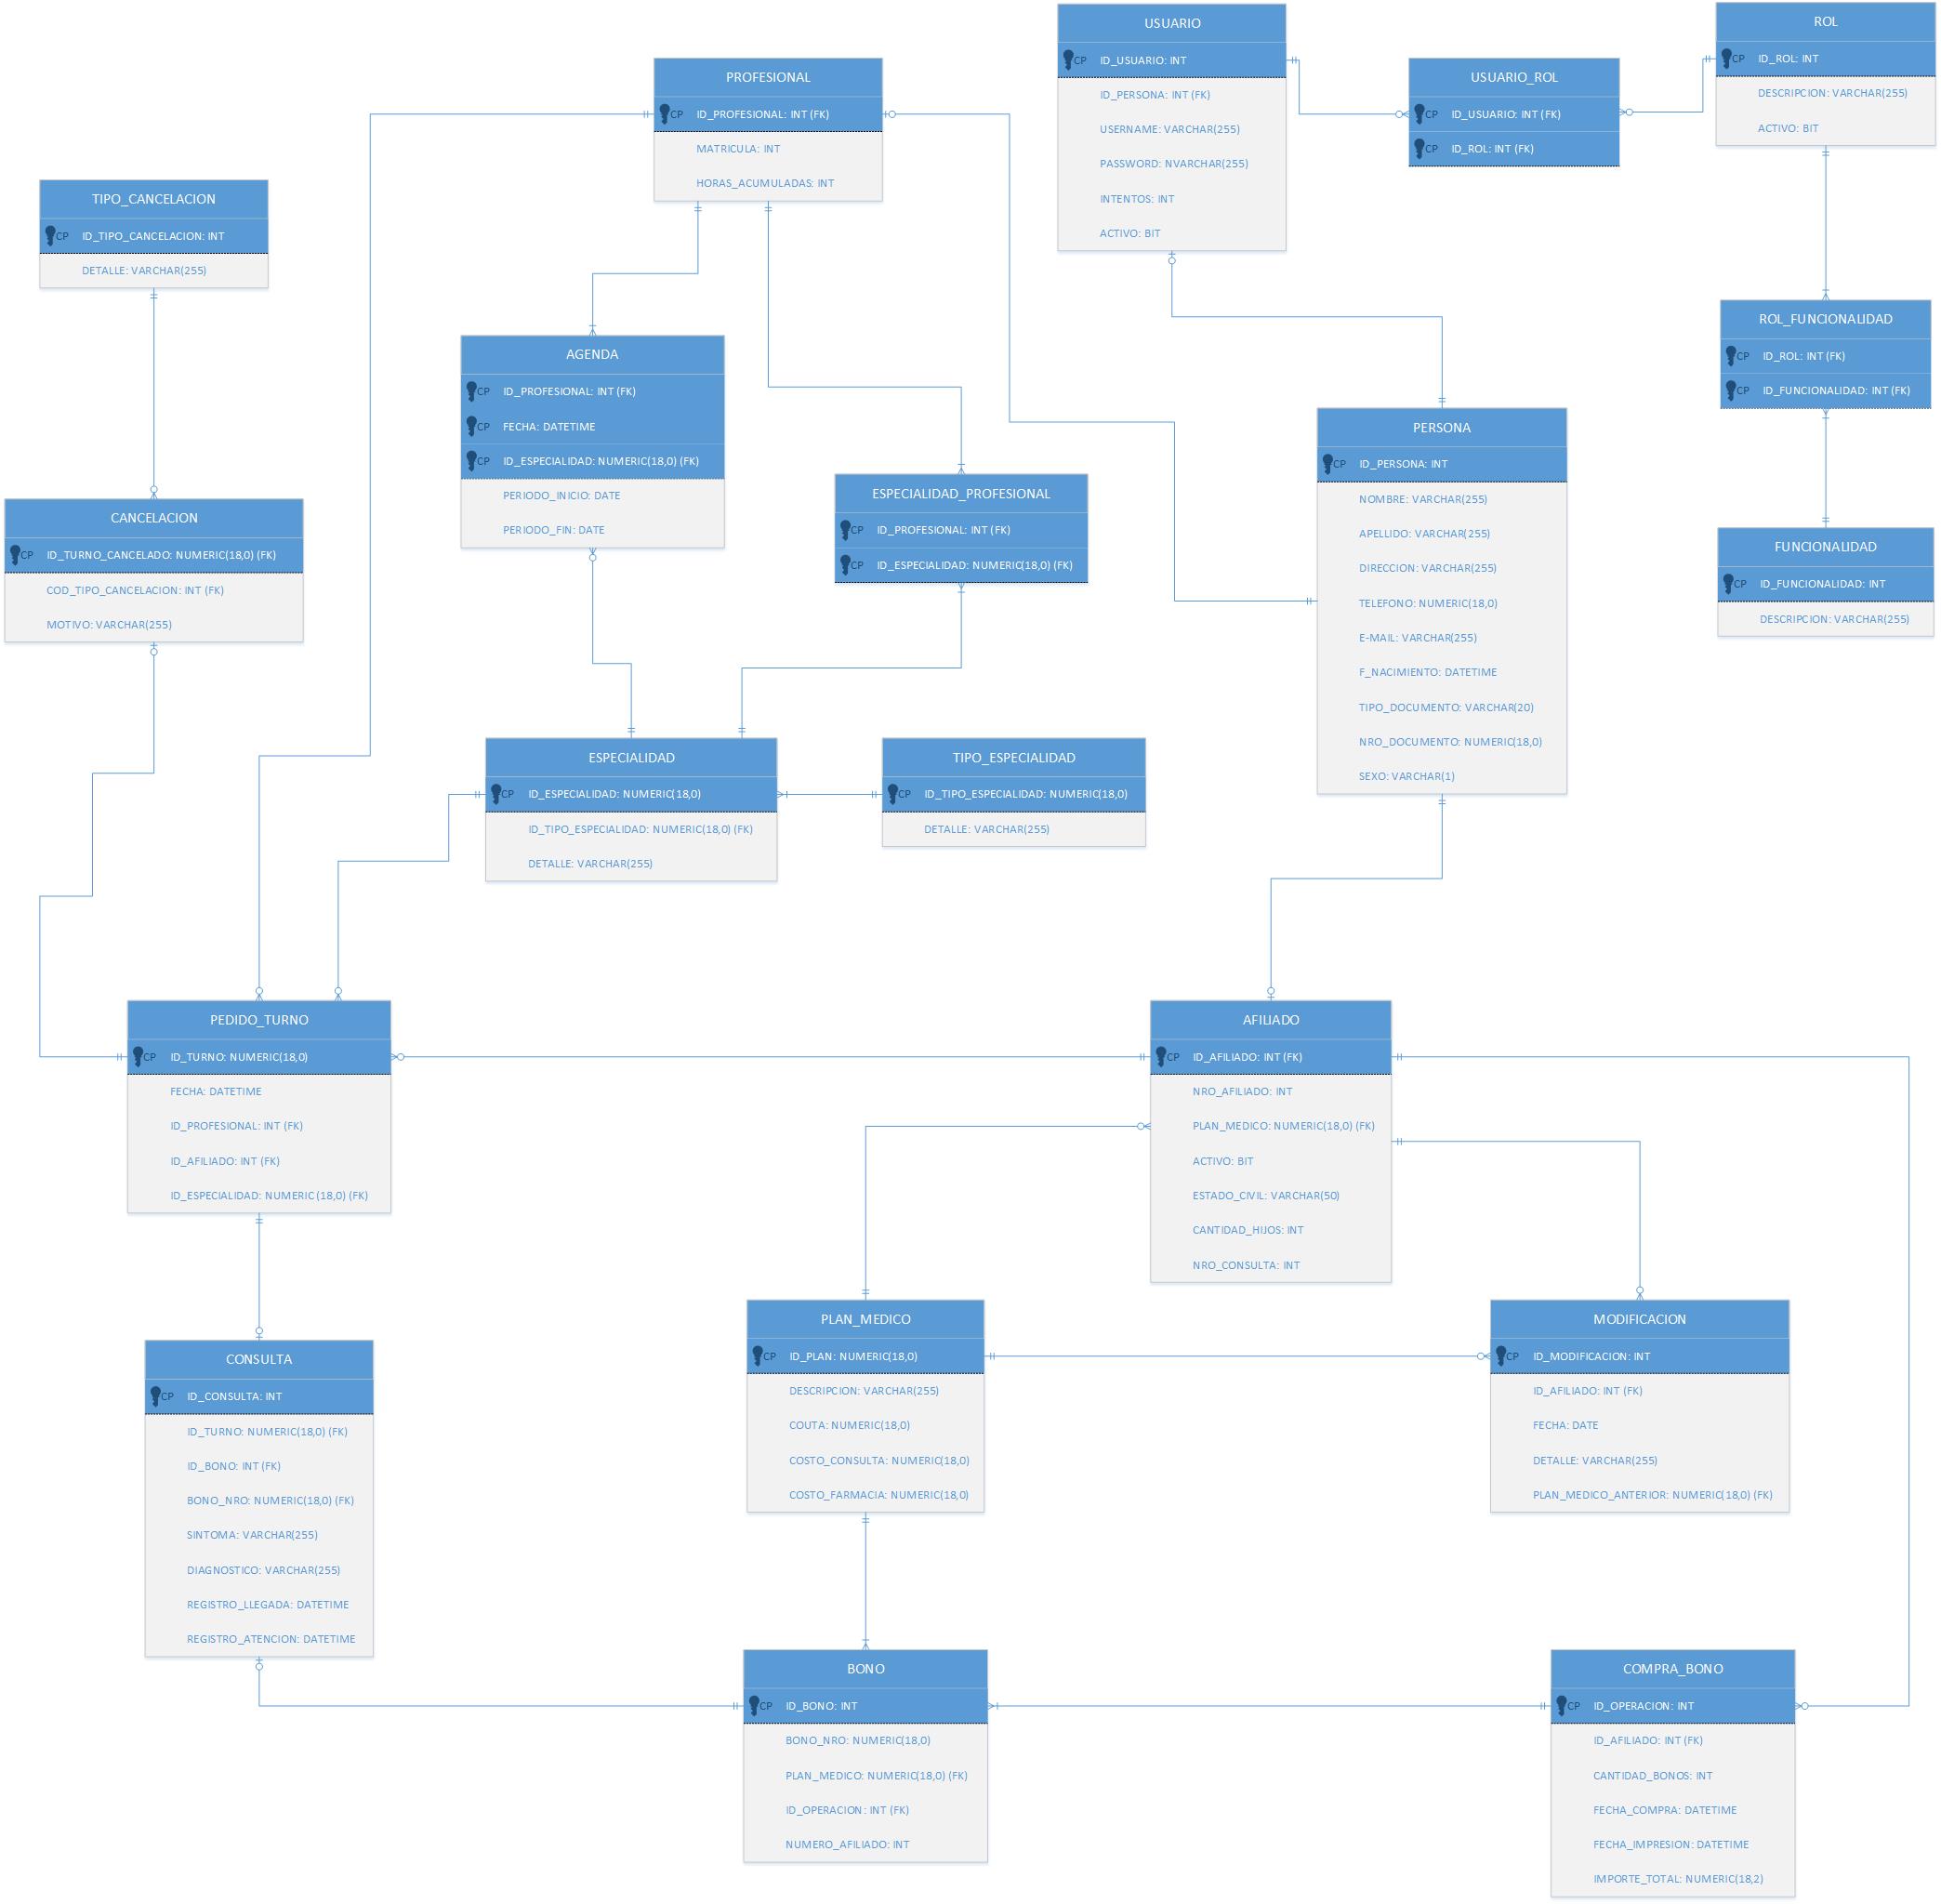 USUARIO
CP ID_USUARIO: INT
ID_PERSONA: INT (FK)
USERNAME: VARCHAR(255)
PASSWORD: NVARCHAR(255)
INTENTOS: INT
ACTIVO: BIT
ROL
CP ID_ROL: INT
DESCRIPCION: VARCHAR(255)
ACTIVO: BIT
PROFESIONAL
CP ID_PROFESIONAL: INT (FK)
MATRICULA: INT
HORAS_ACUMULADAS: INT
USUARIO_ROL
CP ID_USUARIO: INT (FK)
CP ID_ROL: INT (FK)
TIPO_CANCELACION
CP ID_TIPO_CANCELACION: INT
DETALLE: VARCHAR(255)
AGENDA
CP ID_PROFESIONAL: INT (FK)
CP FECHA: DATETIME
CP ID_ESPECIALIDAD: NUMERIC(18,0) (FK)
PERIODO_INICIO: DATE
PERIODO_FIN: DATE
ROL_FUNCIONALIDAD
CP ID_ROL: INT (FK)
CP ID_FUNCIONALIDAD: INT (FK)
PERSONA
CP ID_PERSONA: INT
NOMBRE: VARCHAR(255)
APELLIDO: VARCHAR(255)
DIRECCION: VARCHAR(255)
TELEFONO: NUMERIC(18,0)
E-MAIL: VARCHAR(255)
F_NACIMIENTO: DATETIME
TIPO_DOCUMENTO: VARCHAR(20)
NRO_DOCUMENTO: NUMERIC(18,0)
SEXO: VARCHAR(1)
ESPECIALIDAD_PROFESIONAL
CP ID_PROFESIONAL: INT (FK)
CP ID_ESPECIALIDAD: NUMERIC(18,0) (FK)
CANCELACION
CP ID_TURNO_CANCELADO: NUMERIC(18,0) (FK)
COD_TIPO_CANCELACION: INT (FK)
MOTIVO: VARCHAR(255)
FUNCIONALIDAD
CP ID_FUNCIONALIDAD: INT
DESCRIPCION: VARCHAR(255)
ESPECIALIDAD
CP ID_ESPECIALIDAD: NUMERIC(18,0)
ID_TIPO_ESPECIALIDAD: NUMERIC(18,0) (FK)
DETALLE: VARCHAR(255)
TIPO_ESPECIALIDAD
CP ID_TIPO_ESPECIALIDAD: NUMERIC(18,0)
DETALLE: VARCHAR(255)
PEDIDO_TURNO
CP ID_TURNO: NUMERIC(18,0)
FECHA: DATETIME
ID_PROFESIONAL: INT (FK)
ID_AFILIADO: INT (FK)
ID_ESPECIALIDAD: NUMERIC (18,0) (FK)
AFILIADO
CP ID_AFILIADO: INT (FK)
NRO_AFILIADO: INT
PLAN_MEDICO: NUMERIC(18,0) (FK)
ACTIVO: BIT
ESTADO_CIVIL: VARCHAR(50)
CANTIDAD_HIJOS: INT
NRO_CONSULTA: INT
PLAN_MEDICO
CP ID_PLAN: NUMERIC(18,0)
DESCRIPCION: VARCHAR(255)
COUTA: NUMERIC(18,0)
COSTO_CONSULTA: NUMERIC(18,0)
COSTO_FARMACIA: NUMERIC(18,0)
MODIFICACION
CP ID_MODIFICACION: INT
ID_AFILIADO: INT (FK)
FECHA: DATE
DETALLE: VARCHAR(255)
PLAN_MEDICO_ANTERIOR: NUMERIC(18,0) (FK)
CONSULTA
CP ID_CONSULTA: INT
ID_TURNO: NUMERIC(18,0) (FK)
ID_BONO: INT (FK)
BONO_NRO: NUMERIC(18,0) (FK)
SINTOMA: VARCHAR(255)
DIAGNOSTICO: VARCHAR(255)
REGISTRO_LLEGADA: DATETIME
REGISTRO_ATENCION: DATETIME
BONO
CP ID_BONO: INT
BONO_NRO: NUMERIC(18,0)
PLAN_MEDICO: NUMERIC(18,0) (FK)
ID_OPERACION: INT (FK)
NUMERO_AFILIADO: INT
COMPRA_BONO
CP ID_OPERACION: INT
ID_AFILIADO: INT (FK)
CANTIDAD_BONOS: INT
FECHA_COMPRA: DATETIME
FECHA_IMPRESION: DATETIME
IMPORTE_TOTAL: NUMERIC(18,2)